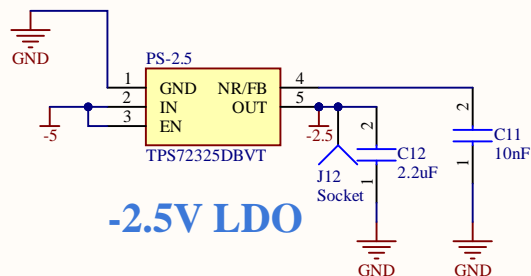 PS-2.5
GND
1
GND
NR/FB
4
-5
2
IN
OUT
5
-2.5
3
EN
TPS72325DBVT
2
C12
2.2uF
1
2
C11
10nF
1
J12
Socket
-2.5V LDO
GND
GND